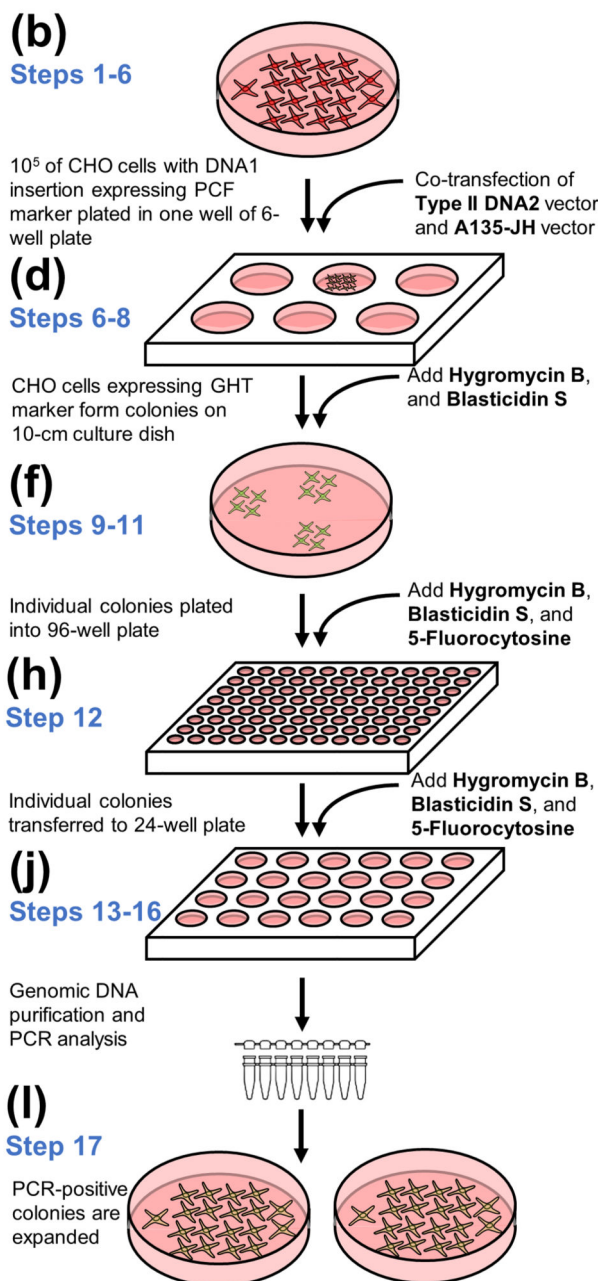 (b)
Steps 1-6
10⁵ of CHO cells with DNA1
insertion expressing PCF
marker plated in one well of 6-
well plate
Co-transfection of
Type II DNA2 vector
and A135-JH vector
(d)
Steps 6-8
CHO cells expressing GHT
marker form colonies on
10-cm culture dish
Add Hygromycin B,
and Blasticidin S
(f)
Steps 9-11
Individual colonies plated
into 96-well plate
Add Hygromycin B,
Blasticidin S, and
5-Fluorocytosine
(h)
Step 12
Individual colonies
transferred to 24-well plate
Add Hygromycin B,
Blasticidin S, and
5-Fluorocytosine
(j)
Steps 13-16
Genomic DNA
purification and
PCR analysis
(l)
Step 17
PCR-positive
colonies are
expanded